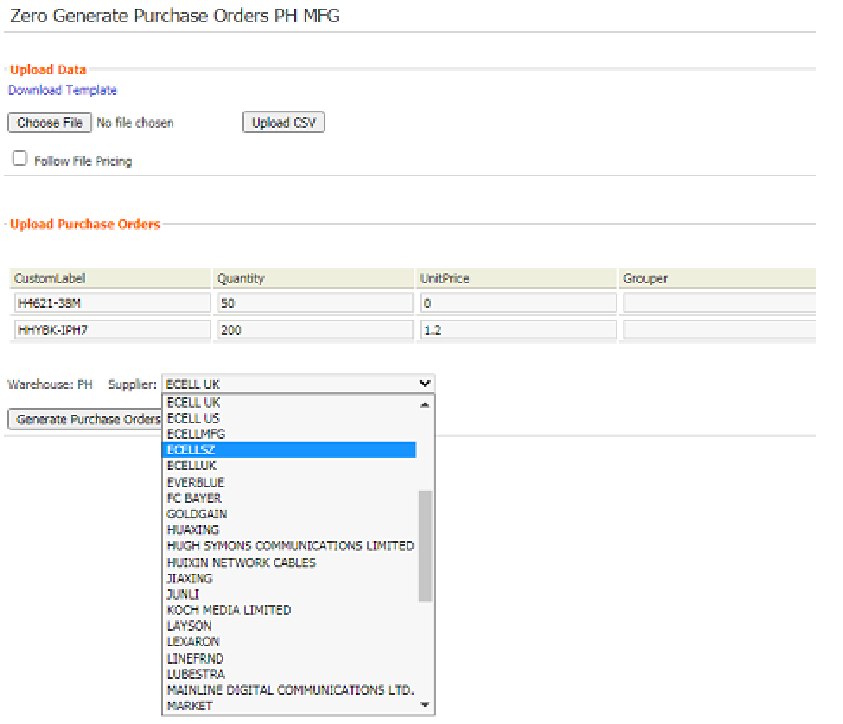 Zero Generate Purchase Orders PH MFG
Upload Data
Download Template
Choose File No file chosen Upload CSV
Follow File Pricing
Upload Purchase Orders
CustomLabel Quantity UnitPrice Grouper
H4621-38M 50 0
HHYBK-IPH7 200 1.2
Warehouse: PH Supplier: ECELL UK
Generate Purchase Orders
ECELL UK
ECELL US
ECELLMFG
ECELLSZ
ECELLUK
EVERBLUE
FC BAYER
GOLDGAIN
HUAXING
HUGH SYMONS COMMUNICATIONS LIMITED
HUIXIN NETWORK CABLES
JIAXING
JUNLI
KOCH MEDIA LIMITED
LAYSON
LEXARON
LINEFRND
LUBESTRA
MAINLINE DIGITAL COMMUNICATIONS LTD.
MARKET